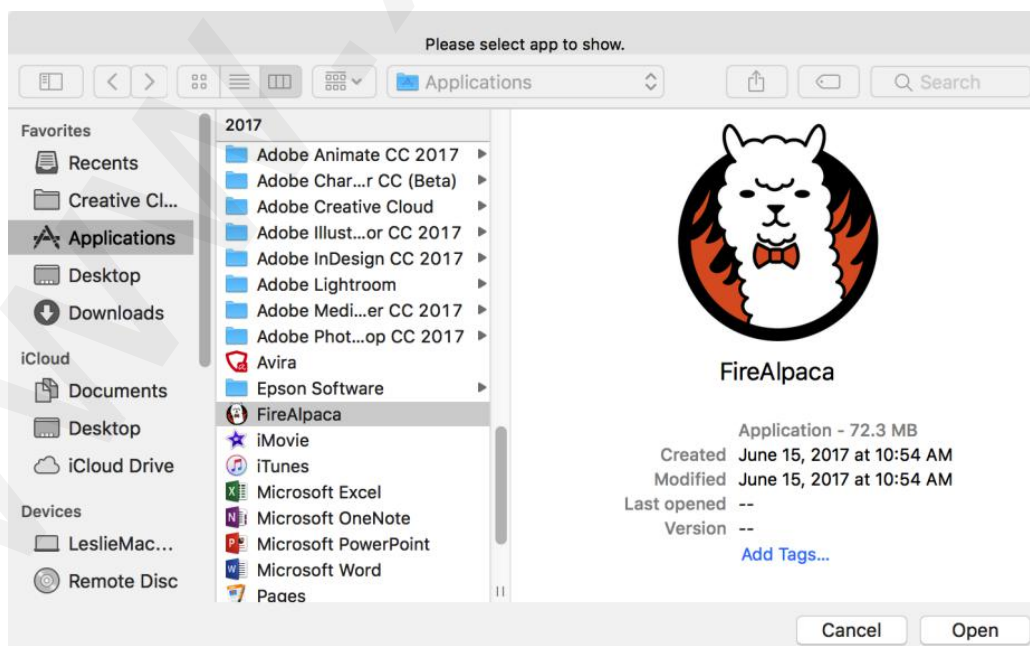 Please select app to show.
Applications
Search
Favorites
Recents
Creative Cl...
Applications
Desktop
Downloads
iCloud
Documents
Desktop
iCloud Drive
Devices
LeslieMac...
Remote Disc
2017
Adobe Animate CC 2017
Adobe Char...r CC (Beta)
Adobe Creative Cloud
Adobe Illust...or CC 2017
Adobe InDesign CC 2017
Adobe Lightroom
Adobe Medi...er CC 2017
Adobe Phot...op CC 2017
Avira
Epson Software
FireAlpaca
iMovie
iTunes
Microsoft Excel
Microsoft OneNote
Microsoft PowerPoint
Microsoft Word
Pages
FireAlpaca
Application - 72.3 MB
Created June 15, 2017 at 10:54 AM
Modified June 15, 2017 at 10:54 AM
Last opened --
Version --
Add Tags...
Cancel
Open